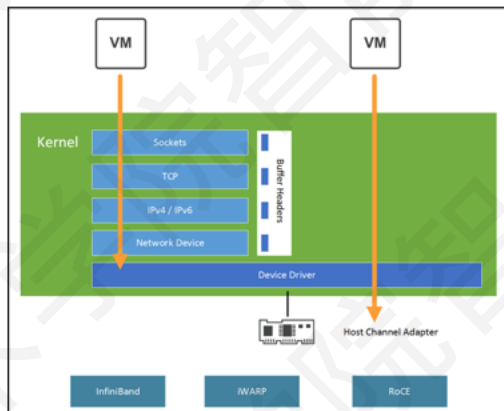 VM
VM
Kernel
Sockets
TCP
IPv4 / IPv6
Network Device
Buffer Headers
Device Driver
Host Channel Adapter
InfiniBand
iWARP
RoCE